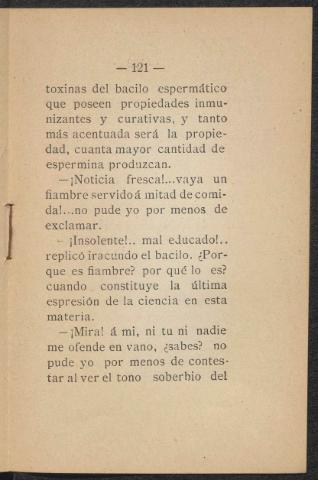 — 121 —
toxinas del bacilo espermático
que poseen propiedades inmu-
nizantes y curativas, y tanto
más acentuada será la propie-
dad, cuanta mayor cantidad de
espermina produzcan.
—¡Noticia fresca!...vaya un
fiambre servido á mitad de comi-
da!...no pude yo por menos de
exclamar.
- ¡Insolente!.. mal educado!..
replicó iracundo el bacilo. ¿Por-
que es fiambre? por qué lo es?
cuando constituye la última
espresión de la ciencia en esta
materia.
—¡Mira! á mi, ni tu ni nadie
me ofende en vano, ¿sabes? no
pude yo por menos de contes-
tar al ver el tono soberbio del